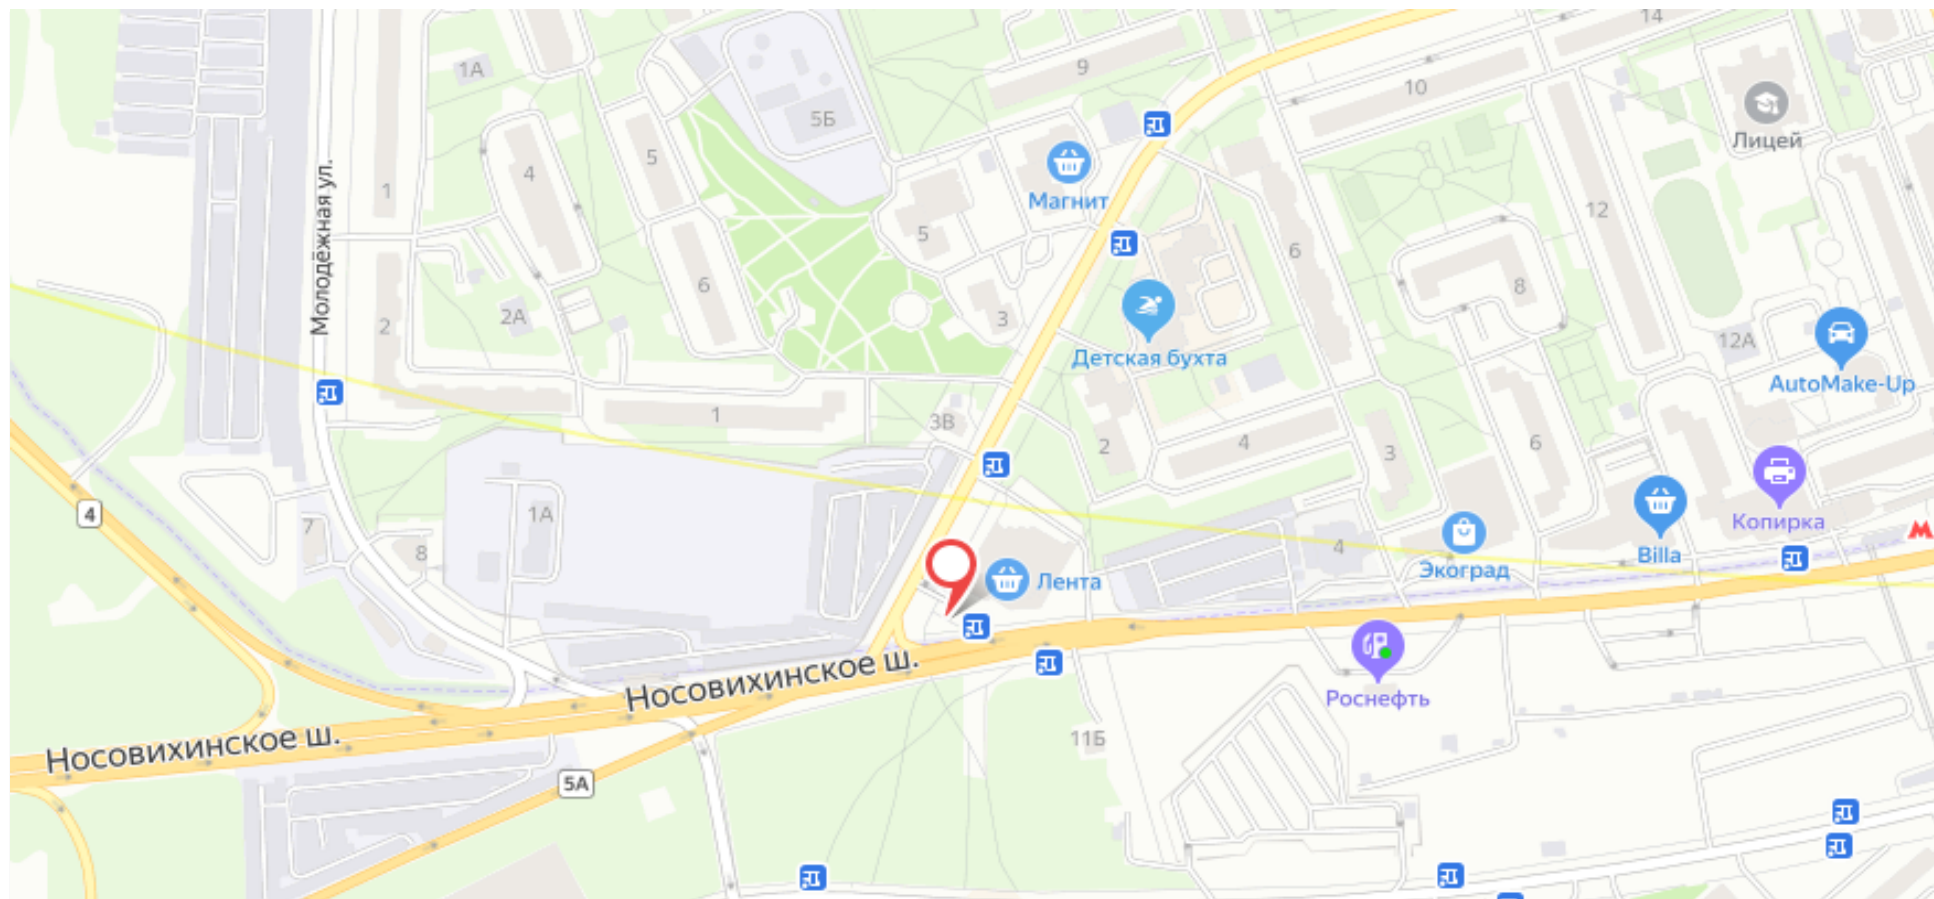 14
1А
9
10
5Б
Лицей
5
4
Магнит
1
12
5
6
Молодёжная ул.
6
8
2А
3
2
12А
Детская бухта
AutoMake-Up
1
3В
2
4
3
6
4
1А
7
8
Копирка
4
Экоград
Billa
Лента
М
Носовихинское ш.
Роснефть
Носовихинское ш.
11Б
5А